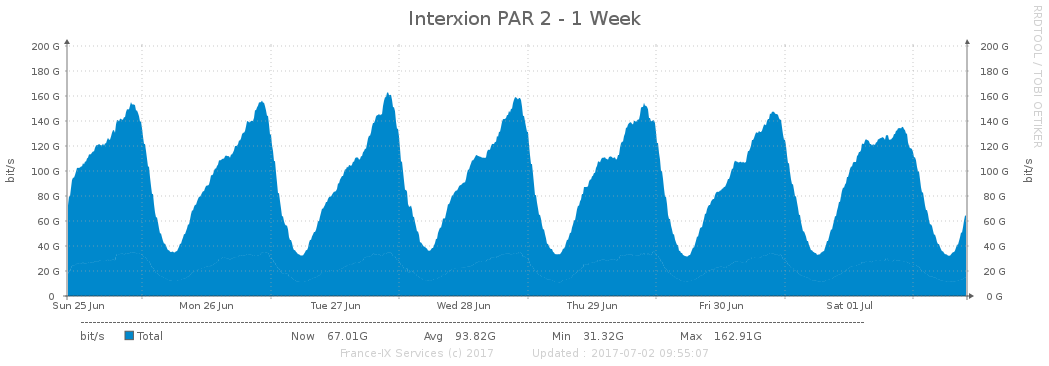 Interxion PAR 2 - 1 Week
RRDTOOL / TOBI OETIKER
bit/s
200 G
180 G
160 G
140 G
120 G
100 G
80 G
60 G
40 G
20 G
0
200 G
180 G
160 G
140 G
120 G
100 G
80 G
60 G
40 G
20 G
0 G
bit/s
Sun 25 Jun Mon 26 Jun Tue 27 Jun Wed 28 Jun Thu 29 Jun Fri 30 Jun Sat 01 Jul
bit/s Total Now 67.01G Avg 93.82G Min 31.32G Max 162.91G
France-IX Services (c) 2017 Updated : 2017-07-02 09:55:07